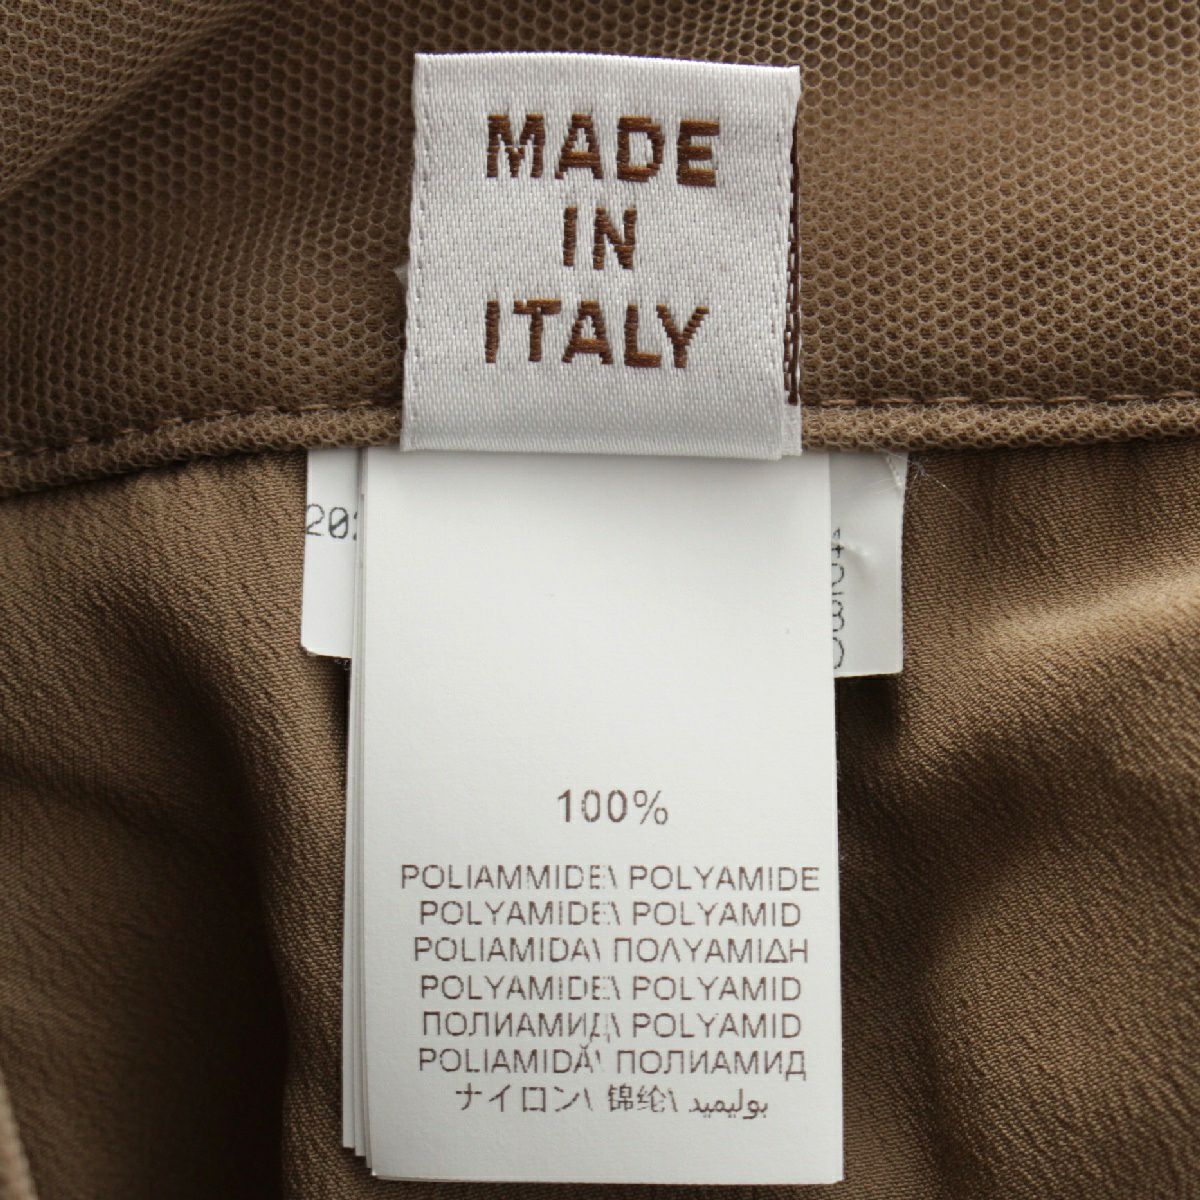 MADE
IN
ITALY
100%
POLIAMMIDE\ POLYAMIDE
POLYAMIDE\ POLYAMID
POLIAMIDA\ ΠΟΛΥΑΜΙΔΗ
POLYAMIDE\ POLYAMID
ПОЛИАМИД\ POLYAMID
POLIAMIDĂ\ ПОЛИАМИД
ナイロン\ 锦纶\ بوليميد